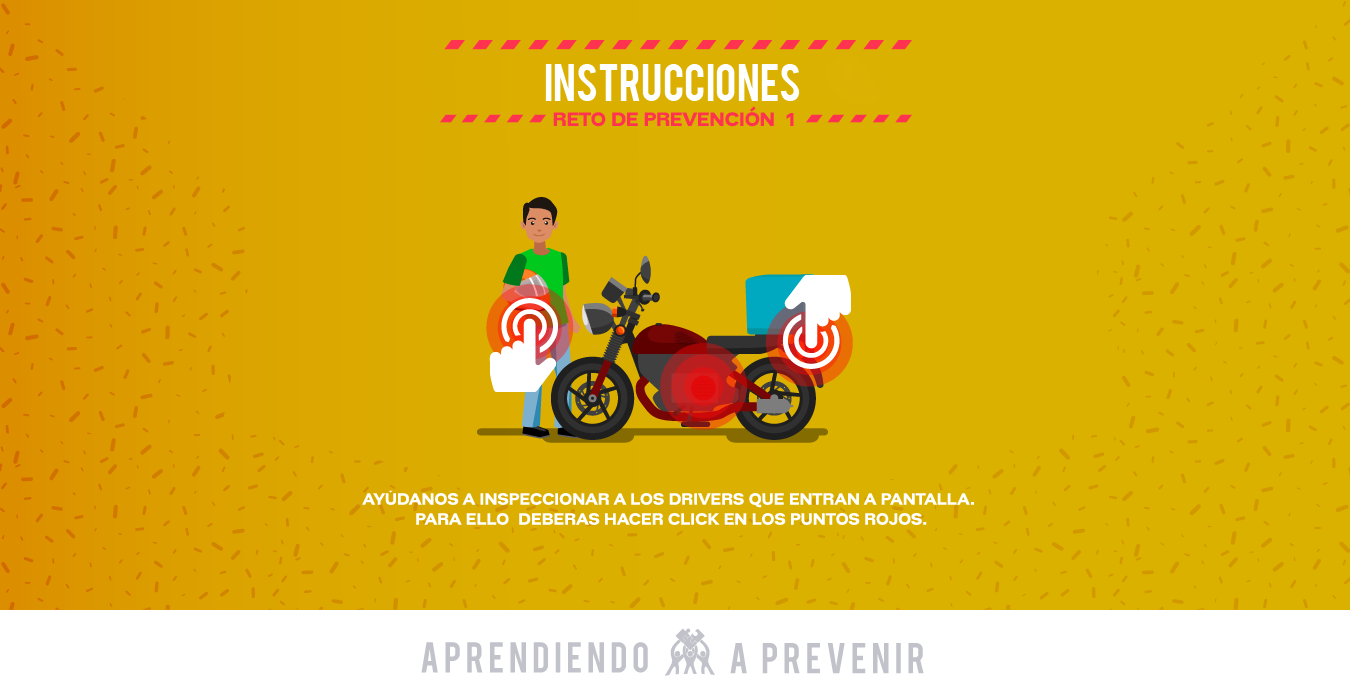 INSTRUCCIONES
RETO DE PREVENCIÓN 1
AYÚDANOS A INSPECCIONAR A LOS DRIVERS QUE ENTRAN A PANTALLA.
PARA ELLO DEBERAS HACER CLICK EN LOS PUNTOS ROJOS.
APRENDIENDO A PREVENIR